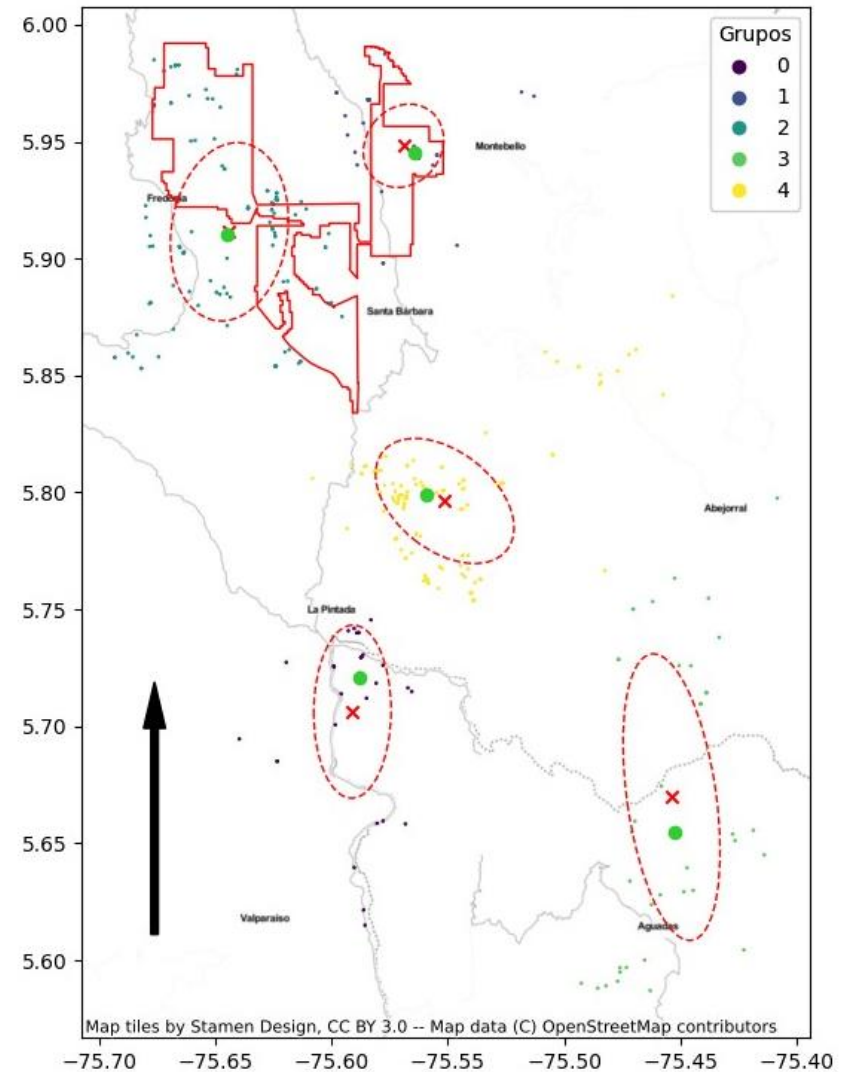 Grupos
0
1
2
3
4
6.00
5.95
5.90
5.85
5.80
5.75
5.70
5.65
5.60
Montebello
Fredonia
Santa Bárbara
Abejorral
La Pintada
Valparaiso
Aguadas
Map tiles by Stamen Design, CC BY 3.0 -- Map data (C) OpenStreetMap contributors
−75.70 −75.65 −75.60 −75.55 −75.50 −75.45 −75.40